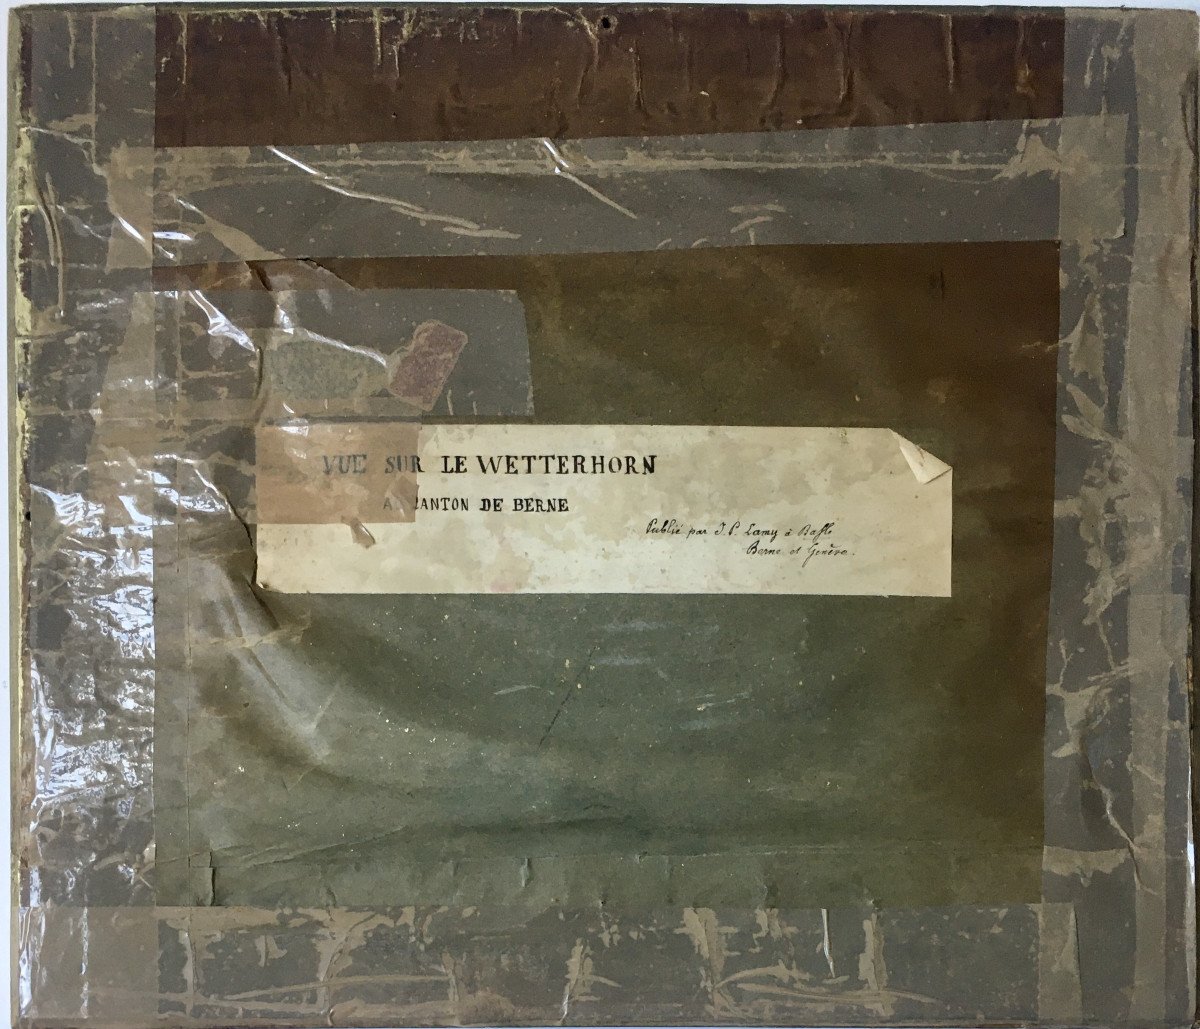 VUE SUR LE WETTERHORN
CANTON DE BERNE
Publié par J. P. Lamy à Basle
Berne et Genève.